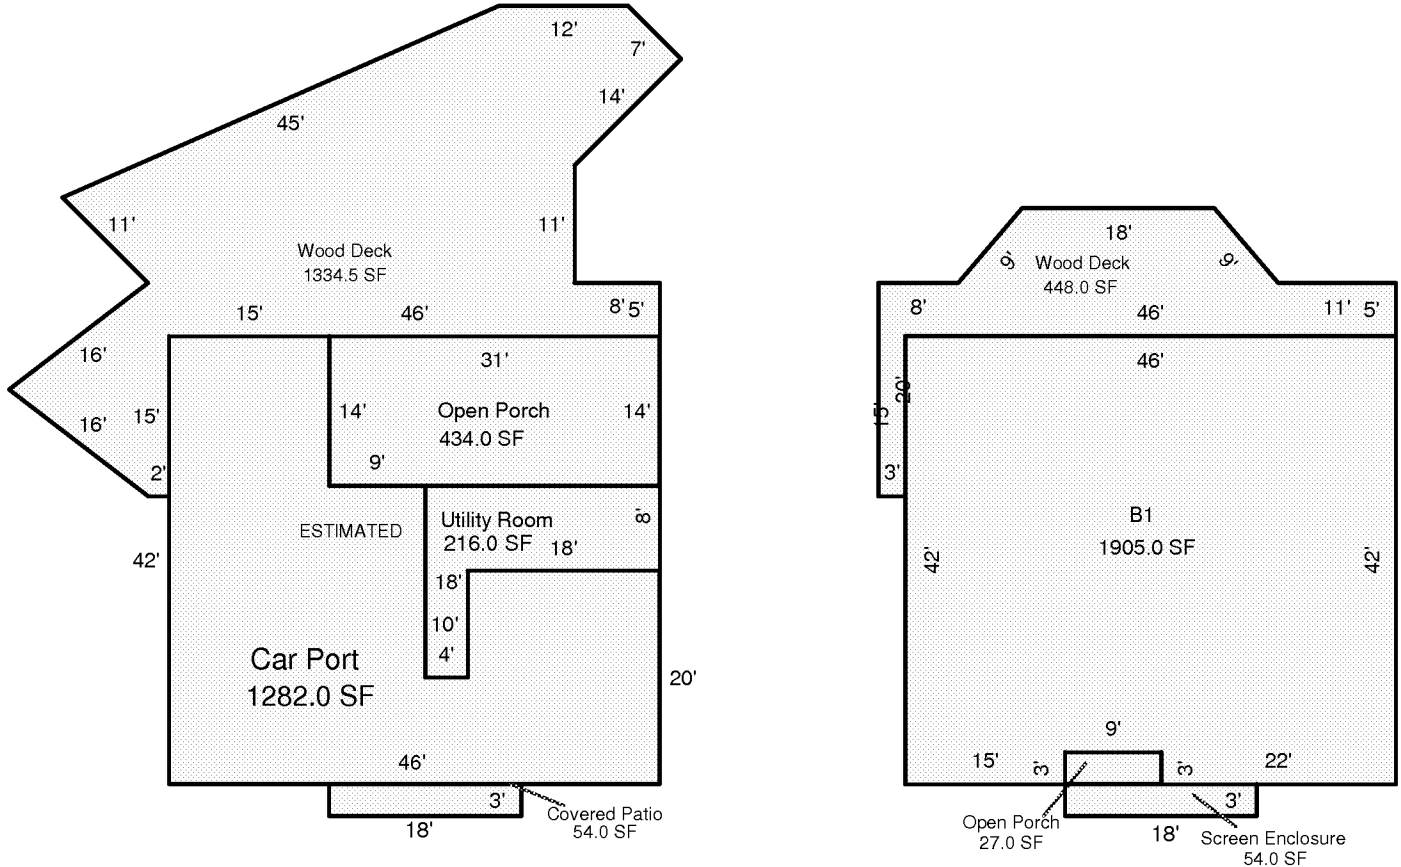 12'
7'
14'
45'
11'
11'
Wood Deck
1334.5 SF
15'
46'
8'
5'
16'
31'
16'
15'
14'
Open Porch
434.0 SF
14'
9'
2'
ESTIMATED
Utility Room
216.0 SF
8'
18'
42'
18'
10'
4'
Car Port
1282.0 SF
20'
46'
3'
Covered Patio
54.0 SF
18'
18'
9'
Wood Deck
448.0 SF
9'
8'
46'
11'
5'
46'
20'
15'
3'
B1
1905.0 SF
42'
42'
9'
15'
3'
3'
22'
3'
Open Porch
27.0 SF
18'
Screen Enclosure
54.0 SF